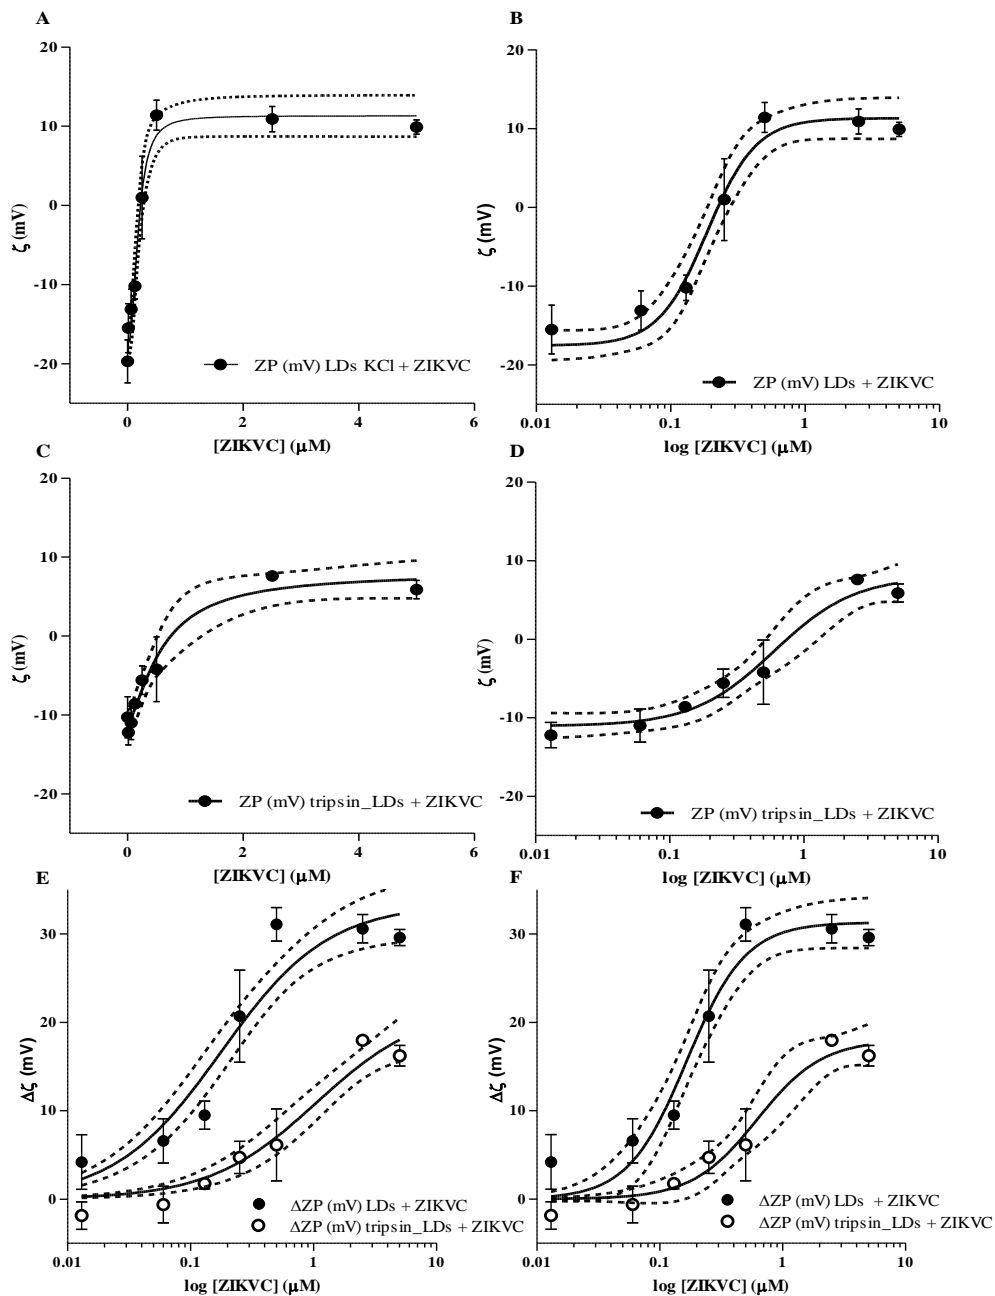 A
20
10
0
-10
-20
ζ (mV)
ZP (mV) LDs KCl + ZIKVC
0
2
4
6
[ZIKVC] (μM)
B
20
10
0
-10
-20
ζ (mV)
ZP (mV) LDs + ZIKVC
0.01
0.1
1
10
log [ZIKVC] (μM)
C
20
10
0
-10
-20
ζ (mV)
ZP (mV) tripsin_LDs + ZIKVC
0
2
4
6
[ZIKVC] (μM)
D
20
10
0
-10
-20
ζ (mV)
ZP (mV) tripsin_LDs + ZIKVC
0.01
0.1
1
10
log [ZIKVC] (μM)
E
30
20
10
0
Δζ (mV)
ΔZP (mV) LDs + ZIKVC
ΔZP (mV) tripsin_LDs + ZIKVC
0.01
0.1
1
10
log [ZIKVC] (μM)
F
30
20
10
0
Δζ (mV)
ΔZP (mV) LDs + ZIKVC
ΔZP (mV) tripsin_LDs + ZIKVC
0.01
0.1
1
10
log [ZIKVC] (μM)